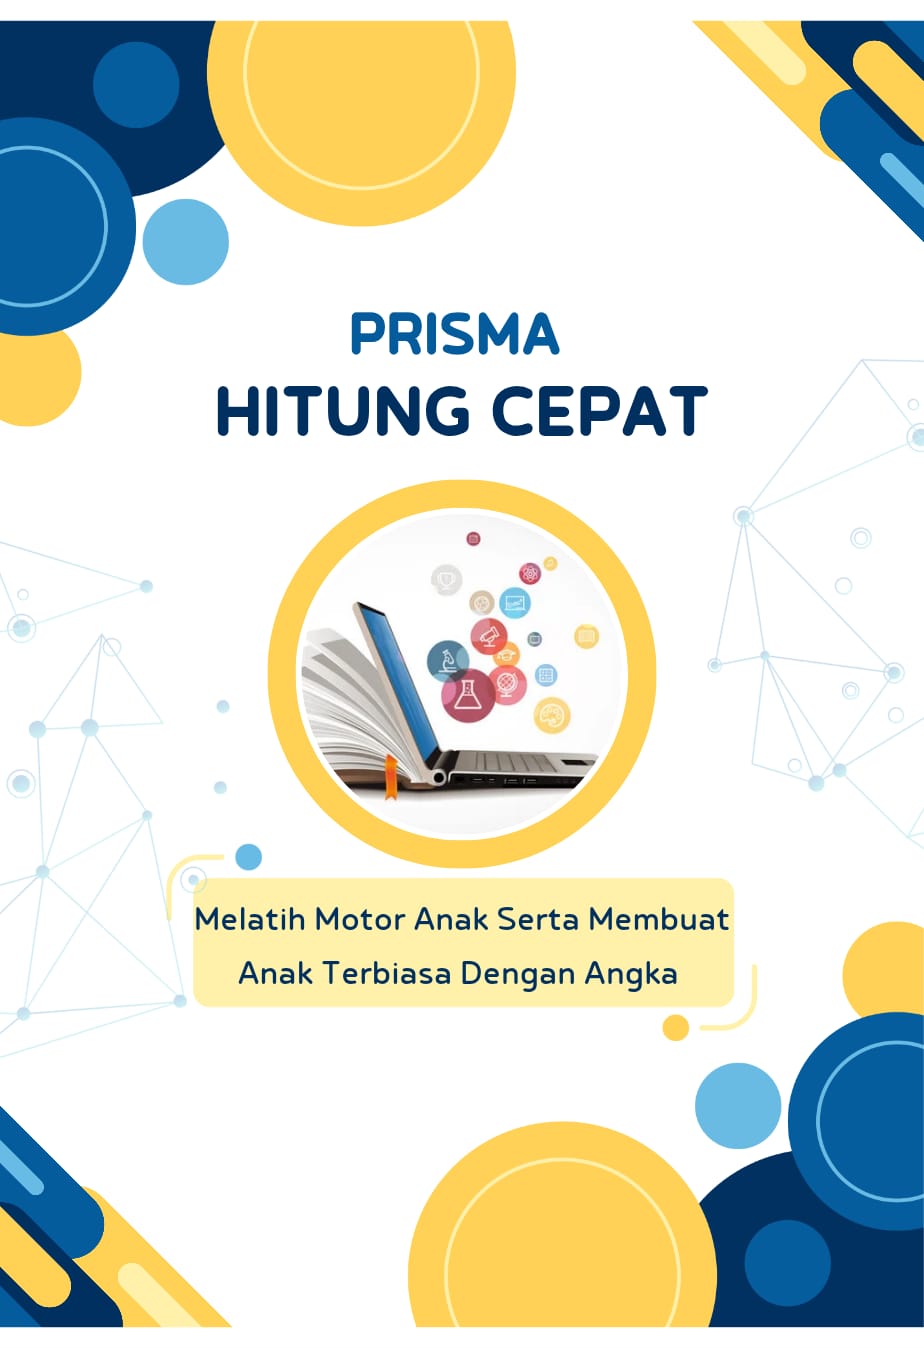 PRISMA
HITUNG CEPAT
Melatih Motor Anak Serta Membuat
Anak Terbiasa Dengan Angka